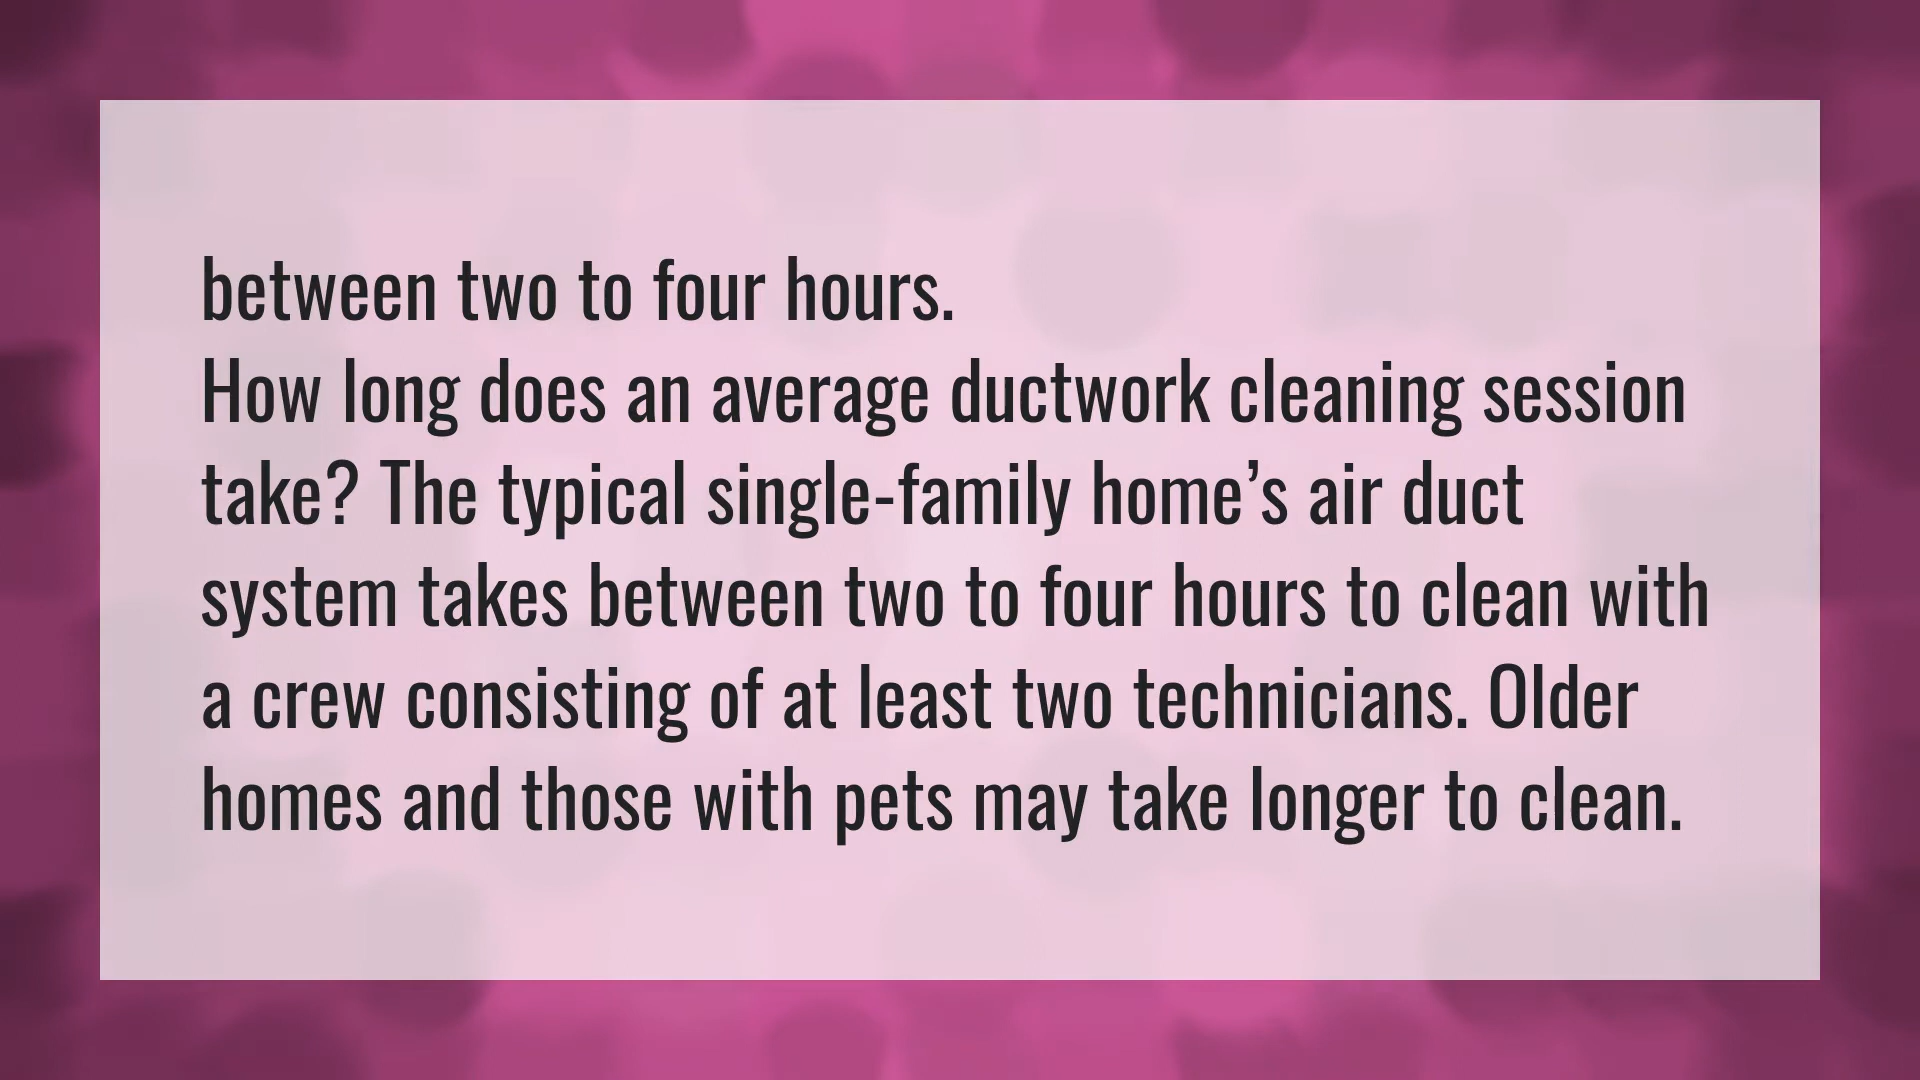 between two to four hours.
How long does an average ductwork cleaning session
take? The typical single-family home’s air duct
system takes between two to four hours to clean with
a crew consisting of at least two technicians. Older
homes and those with pets may take longer to clean.